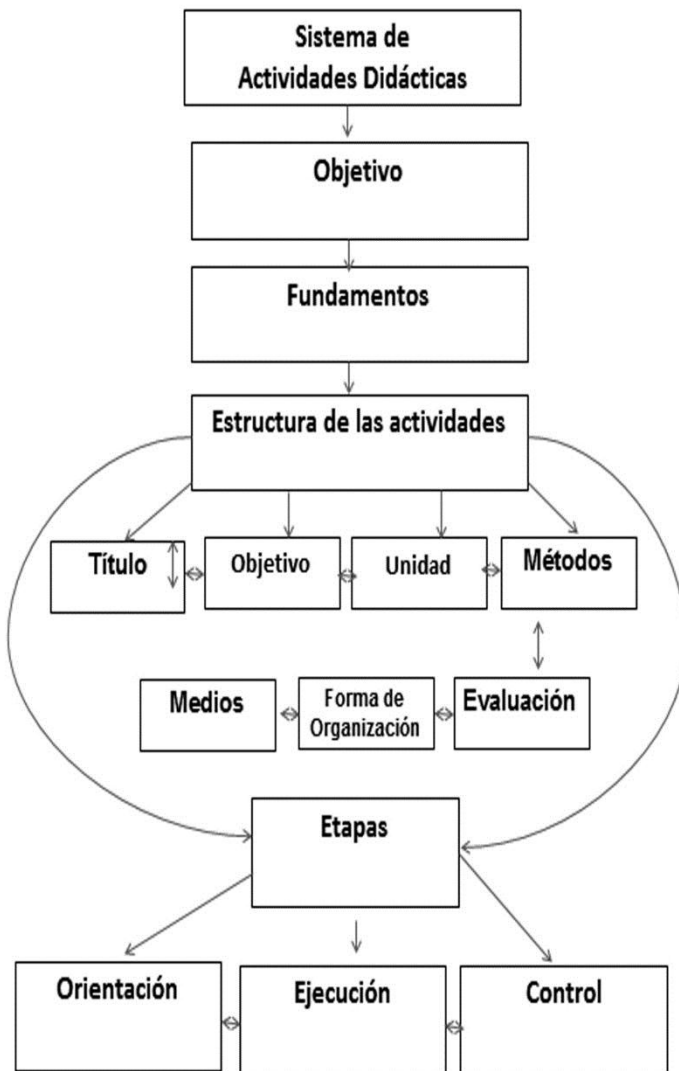 Sistema de
Actividades Didácticas
Objetivo
Fundamentos
Estructura de las actividades
Título
Objetivo
Unidad
Métodos
Medios
Forma de
Organización
Evaluación
Etapas
Orientación
Ejecución
Control